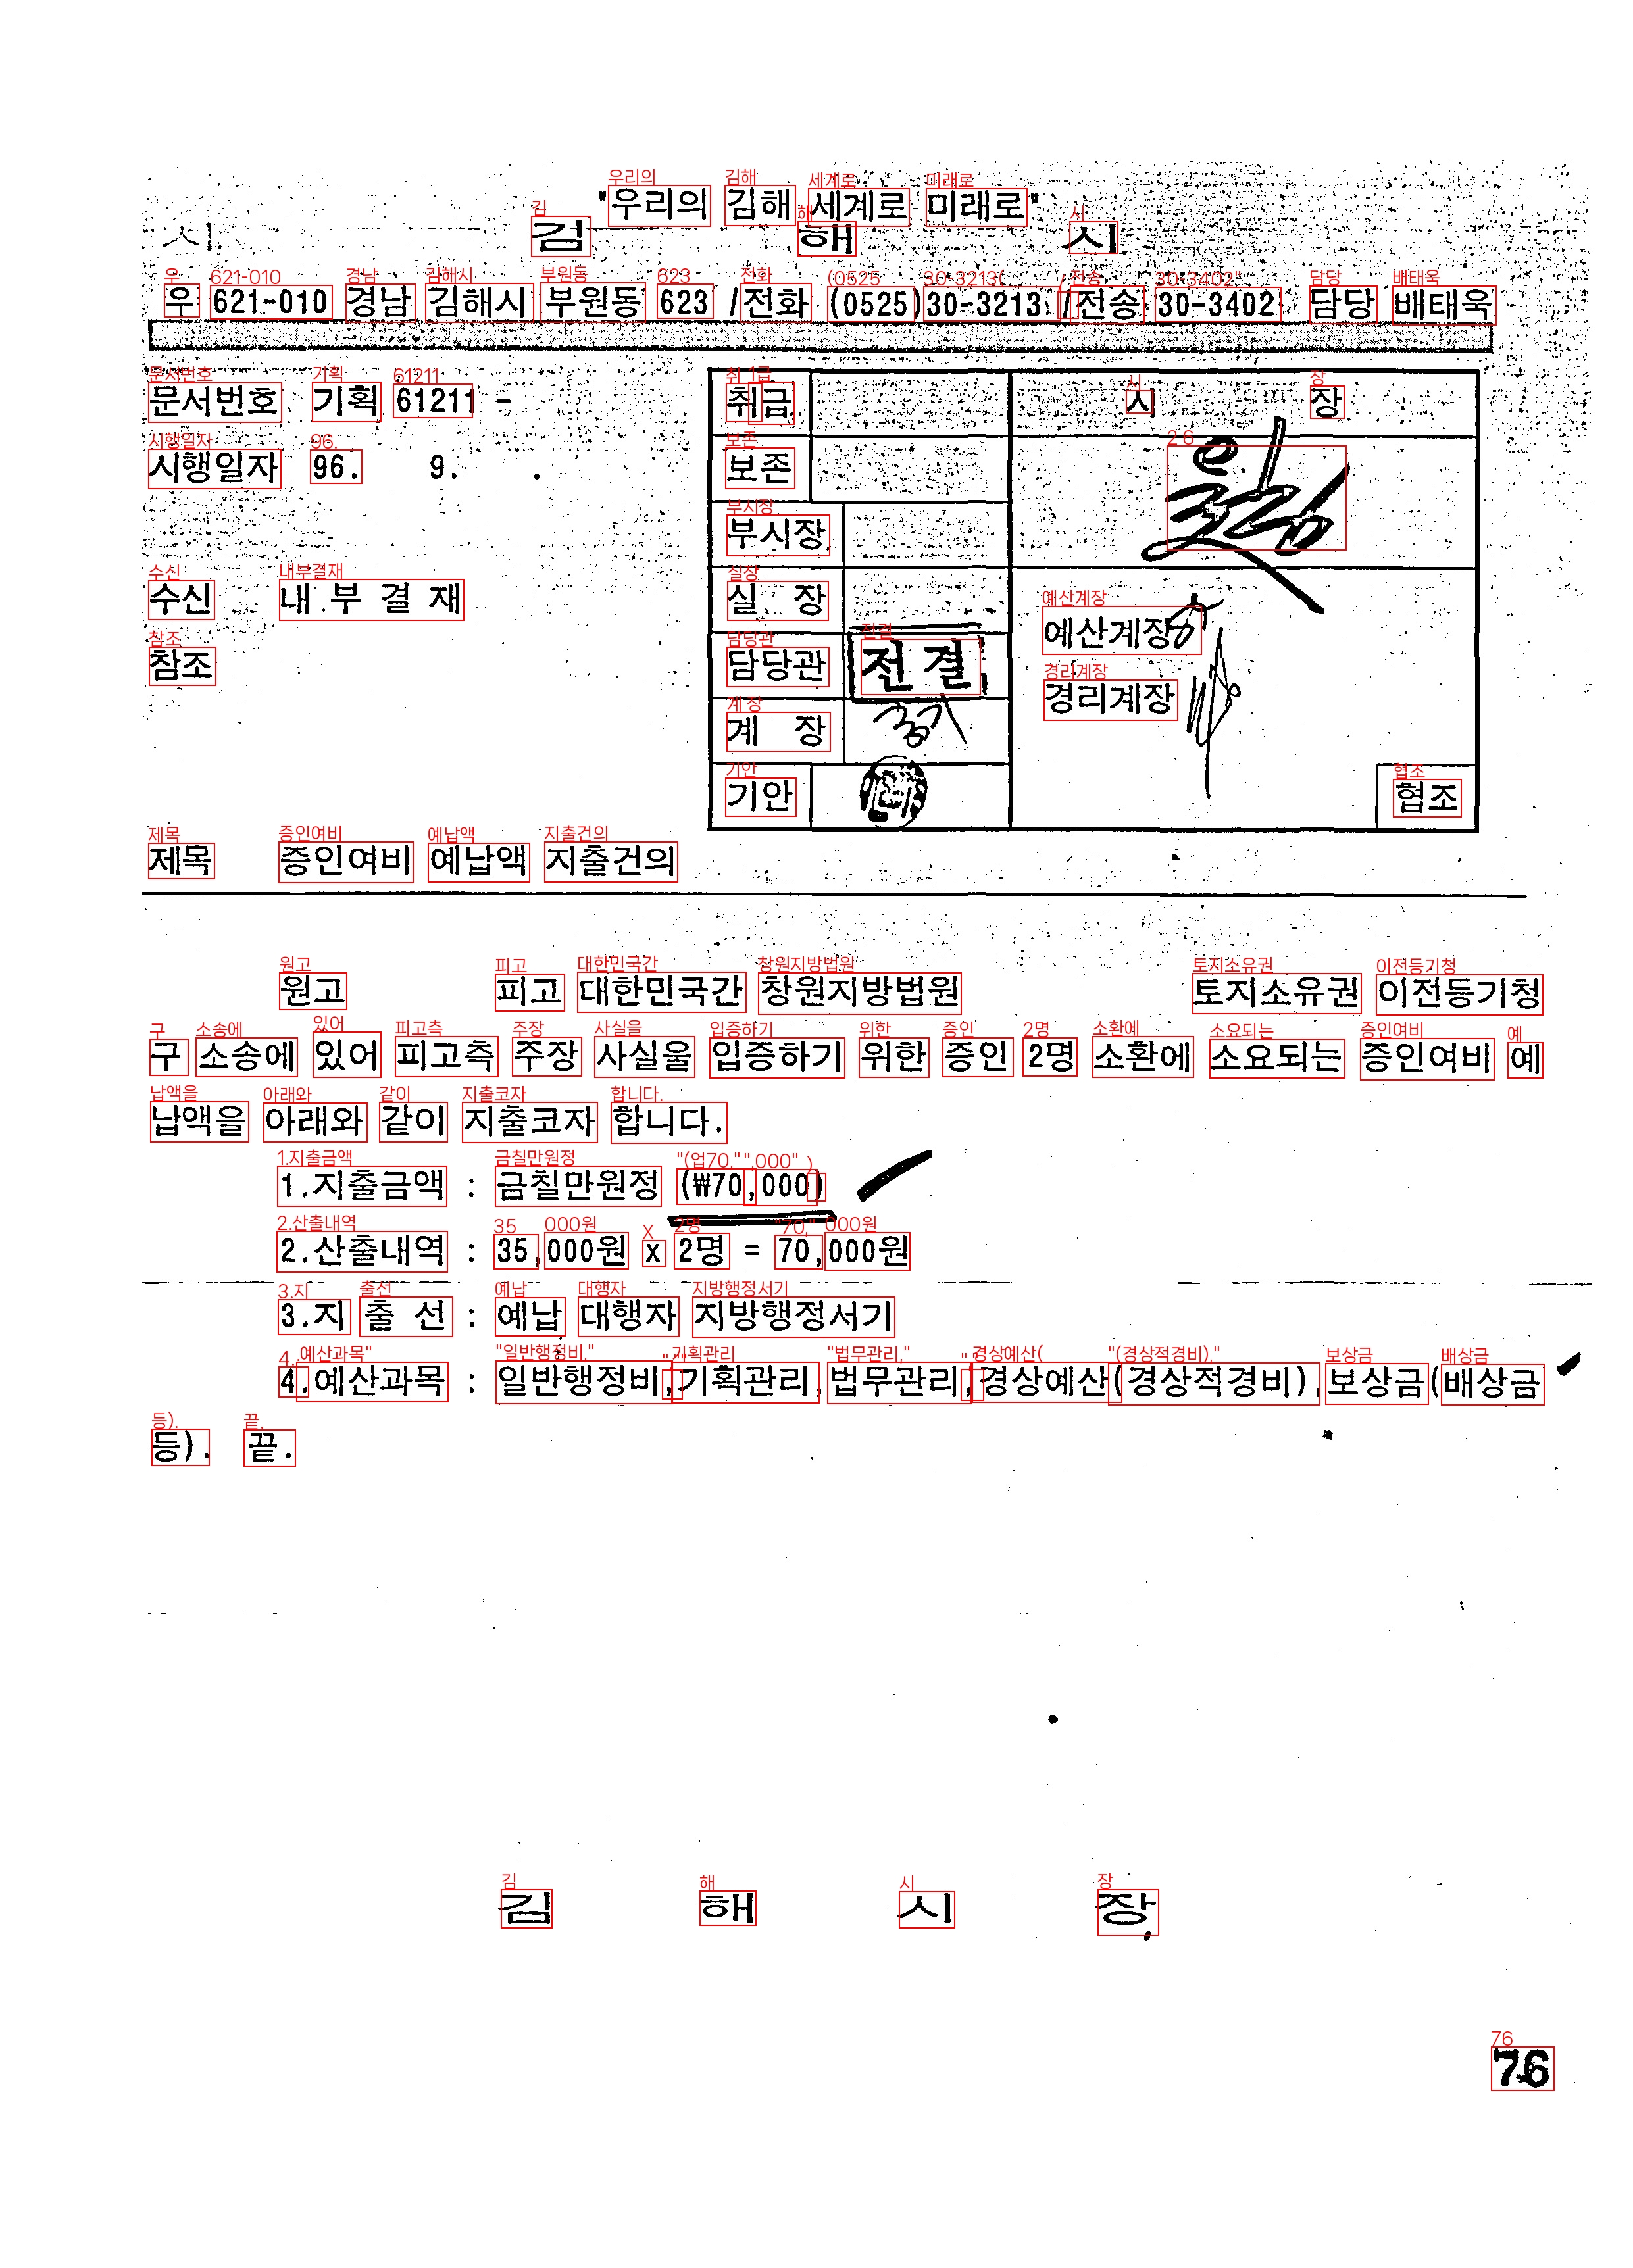 "우리의 김해 세계로 미래로"
시 김 해 시
우 621-010 경남 김해시 부원동 623 /전화 (0525)30-3213 /전송 30-3402 담당 배태욱
문서번호 기획 61211 -
시행일자 96. 9. .
수신 내 부 결 재
참조
취급
보존
부시장
실 장
담당관 전결
계 장
기안
시 장
예산계장
경리계장
협조
제목 증인여비 예납액 지출건의
원고 피고 대한민국간 창원지방법원 토지소유권 이전등기청
구 소송에 있어 피고측 주장 사실을 입증하기 위한 증인 2명 소환에 소요되는 증인여비 예
납액을 아래와 같이 지출코자 합니다.
1.지출금액 : 금칠만원정 (₩70,000)
2.산출내역 : 35,000원 x 2명 = 70,000원
3.지 출 선 : 예납 대행자 지방행정서기
4.예산과목 : 일반행정비,기획관리,법무관리,경상예산(경상적경비),보상금(배상금
등). 끝.
김 해 시 장
76